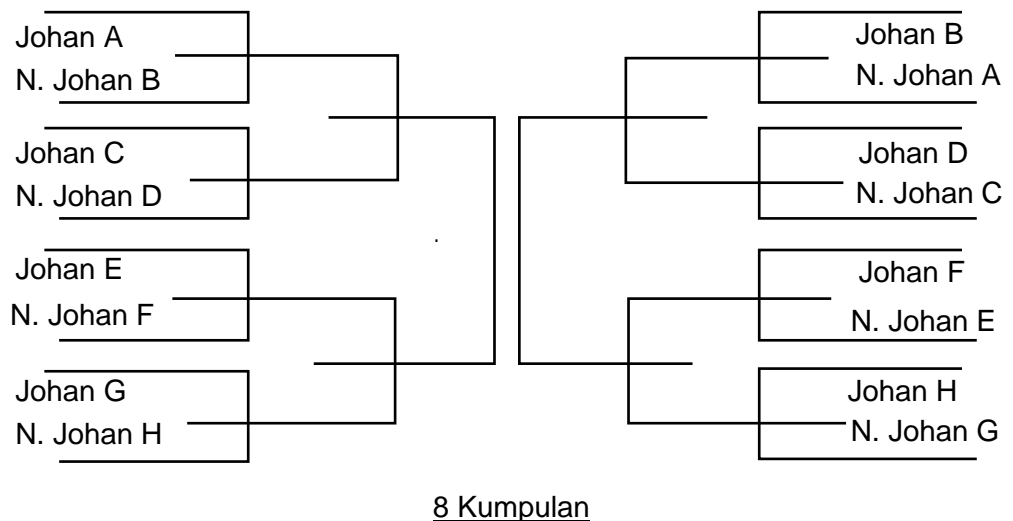 Johan A
N. Johan B
Johan C
N. Johan D
Johan E
N. Johan F
Johan G
N. Johan H
Johan B
N. Johan A
Johan D
N. Johan C
Johan F
N. Johan E
Johan H
N. Johan G
8 Kumpulan